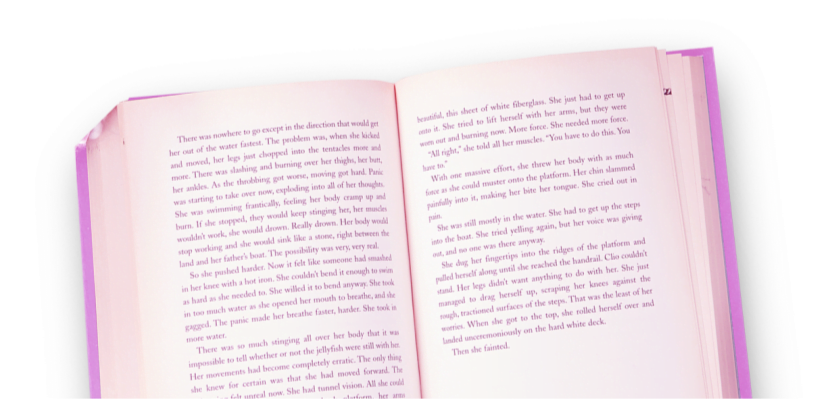 There was nowhere to go except in the direction that would get
her out of the water fastest. The problem was, when she kicked
and moved, her legs just chopped into the tentacles more and
more. There was slashing and burning over her thighs, her butt,
her ankles. As the throbbing got worse, moving got hard. Panic
was starting to take over now, exploding into all of her thoughts.
She was swimming frantically, feeling her body cramp up and
burn. If she stopped, they would keep stinging her, her muscles
wouldn't work, she would drown. Really drown. Her body would
stop working and she would sink like a stone, right between the
land and her father's boat. The possibility was very, very real.
So she pushed harder. Now it felt like someone had smashed
in her knee with a hot iron. She couldn't bend it enough to swim
as hard as she needed to. She willed it to bend anyway. She took
in too much water as she opened her mouth to breathe, and she
gagged. The panic made her breathe faster, harder. She took in
more water.
There was so much stinging all over her body that it was
impossible to tell whether or not the jellyfish were still with her.
Her movements had become completely erratic. The only thing
she knew for certain was that she had moved forward. The
felt unreal now. She had tunnel vision. All she could
platform, her arms
beautiful, this sheet of white fiberglass. She just had to get up
onto it. She tried to lift herself with her arms, but they were
worn out and burning now. More force. She needed more force.
"All right," she told all her muscles. "You have to do this. You
have to."
With one massive effort, she threw her body with as much
force as she could muster onto the platform. Her chin slammed
painfully into it, making her bite her tongue. She cried out in
pain.
She was still mostly in the water. She had to get up the steps
into the boat. She tried yelling again, but her voice was giving
out, and no one was there anyway.
She dug her fingertips into the ridges of the platform and
pulled herself along until she reached the handrail. Clio couldn't
stand. Her legs didn't want anything to do with her. She just
managed to drag herself up, scraping her knees against the
rough, tractioned surfaces of the steps. That was the least of her
worries. When she got to the top, she rolled herself over and
landed unceremoniously on the hard white deck.
Then she fainted.